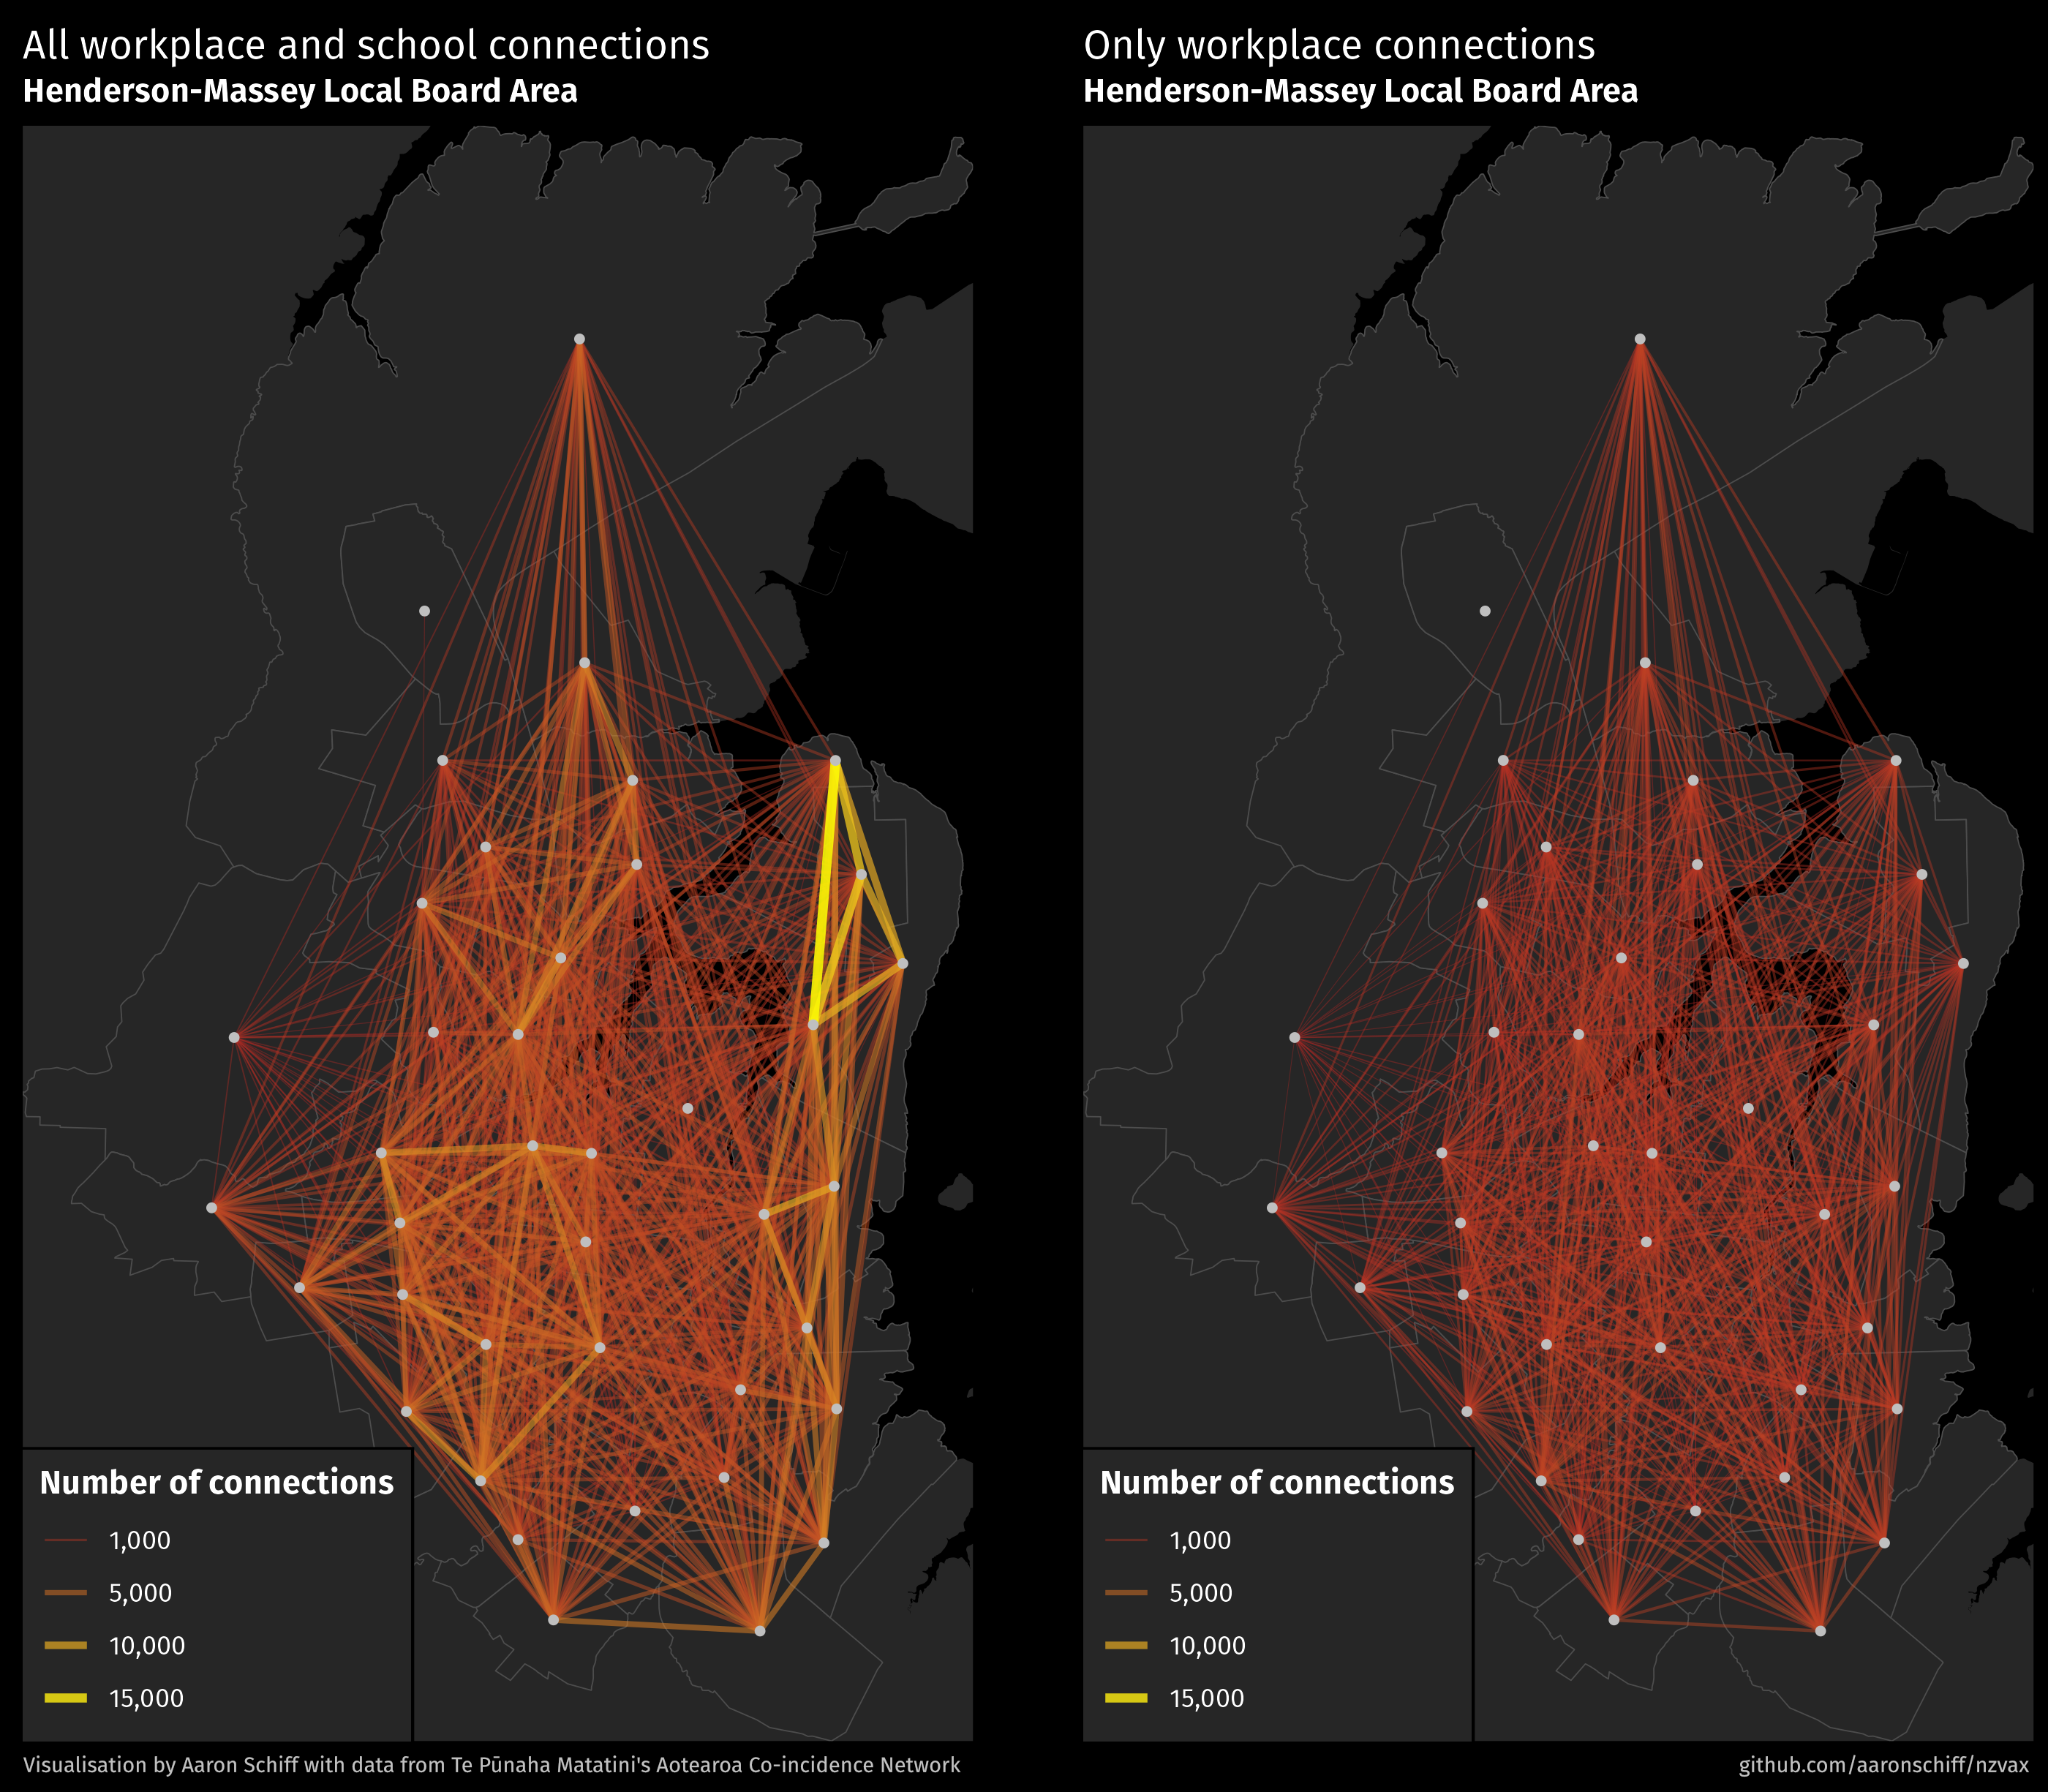 All workplace and school connections
Henderson-Massey Local Board Area
Number of connections
1,000
5,000
10,000
15,000
Visualisation by Aaron Schiff with data from Te Pūnaha Matatini's Aotearoa Co-incidence Network
Only workplace connections
Henderson-Massey Local Board Area
Number of connections
1,000
5,000
10,000
15,000
github.com/aaronschiff/nzvax